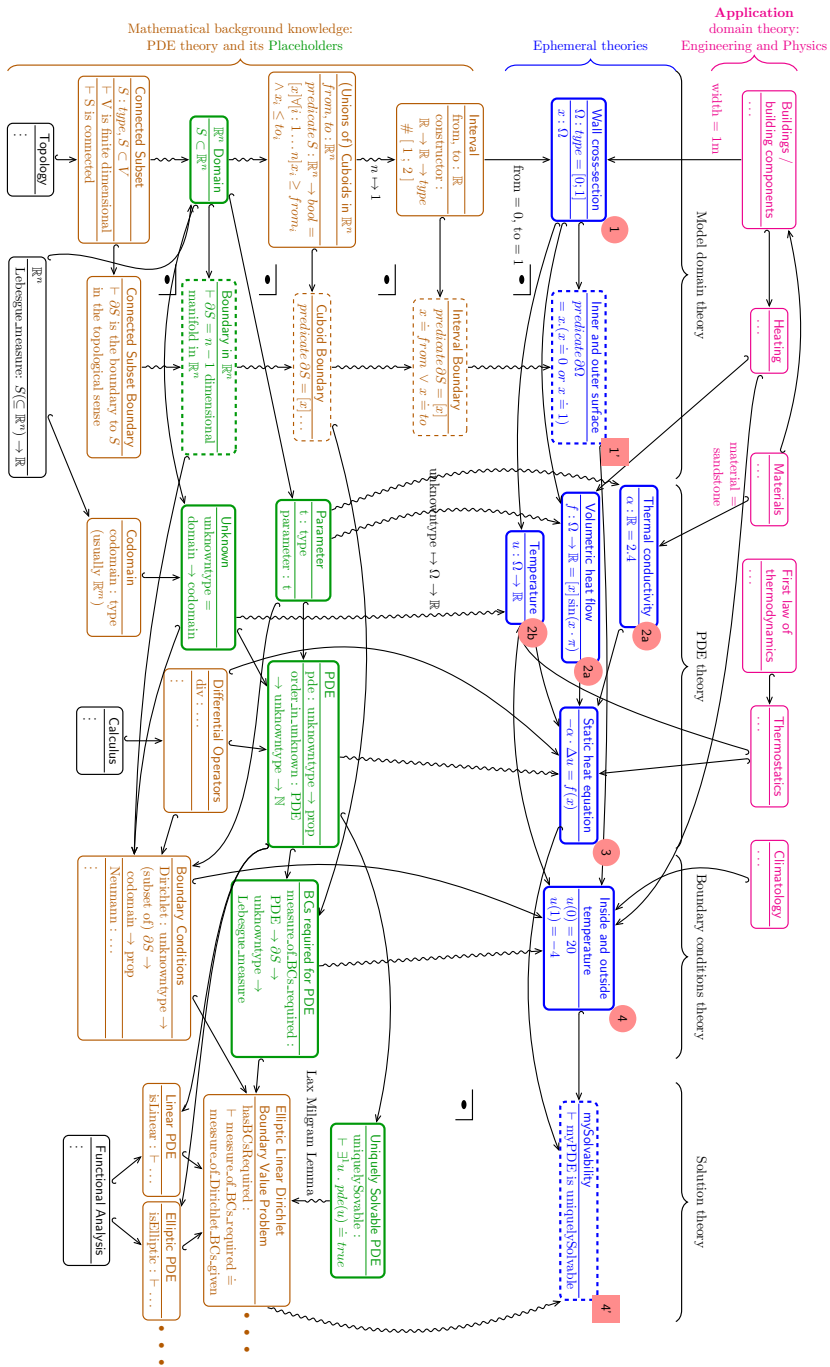 Mathematical background knowledge:
PDE theory and its Placeholders
Ephemeral theories
Application
domain theory:
Engineering and Physics
Model domain theory
PDE theory
Boundary conditions theory
Solution theory
Buildings /
building components
. . .
width = 1m
Heating
. . .
Materials
. . .
material =
sandstone
First law of
thermodynamics
. . .
Thermostatics
. . .
Climatology
. . .
Wall cross-section
Ω : type = [0; 1]
x : Ω
1
from = 0, to = 1
Inner and outer surface
predicate ∂Ω
= x.(x ≐ 0 or x ≐ 1)
1'
Thermal conductivity
α : ℝ = 2.4
2a
Volumetric heat flow
f : Ω → ℝ = [x] sin(x · π)
2a
Temperature
u : Ω → ℝ
2b
unknowntype ↦ Ω → ℝ
Static heat equation
−α · Δu = f(x)
3
Inside and outside
temperature
u(0) = 20
u(1) = −4
4
mySolvability
⊢ myPDE is uniquelySolvable
4'
Interval
from, to : ℝ
constructor :
ℝ → ℝ → type
# [ 1 ; 2 ]
n ↦ 1
Interval Boundary
predicate ∂S = [x]
x ≐ from ∨ x ≐ to
(Unions of) Cuboids in ℝⁿ
from, to : ℝⁿ
predicate S : ℝⁿ → bool =
[x]∀[i : 1 . . . n]xᵢ ≥ fromᵢ
∧ xᵢ ≤ toᵢ
Cuboid Boundary
predicate ∂S = [x] . . .
ℝⁿ Domain
S ⊂ ℝⁿ
Boundary in ℝⁿ
⊢ ∂S = n − 1 dimensional
manifold in ℝⁿ
Connected Subset
S : type, S ⊂ V
⊢ V is finite dimensional
⊢ S is connected
Connected Subset Boundary
⊢ ∂S is the boundary to S
in the topological sense
Topology
:
ℝⁿ
Lebesgue_measure: S(⊂ ℝⁿ) → ℝ
Parameter
t : type
parameter : t
Unknown
unknowntype =
domain → codomain
Codomain
codomain : type
(usually ℝᵐ)
PDE
pde : unknowntype → prop
order_in_unknown : PDE
→ unknowntype → ℕ
Differential Operators
div : . . .
:
Calculus
:
BCs required for PDE
measure_of_BCs_required :
PDE → ∂S →
unknowntype →
Lebesgue_measure
Boundary Conditions
Dirichlet : unknowntype →
(subset of) ∂S →
codomain → prop
Neumann : . . .
:
Uniquely Solvable PDE
uniquelySovable :
⊢ ∃¹u . pde(u) ≐ true
Lax Milgram Lemma
Elliptic Linear Dirichlet
Boundary Value Problem
hasBCsRequired :
⊢ measure_of_BCs_required ≐
measure_of_Dirichlet_BCs_given
Linear PDE
isLinear : ⊢ . . .
Elliptic PDE
isElliptic : ⊢ . . .
Functional Analysis
: